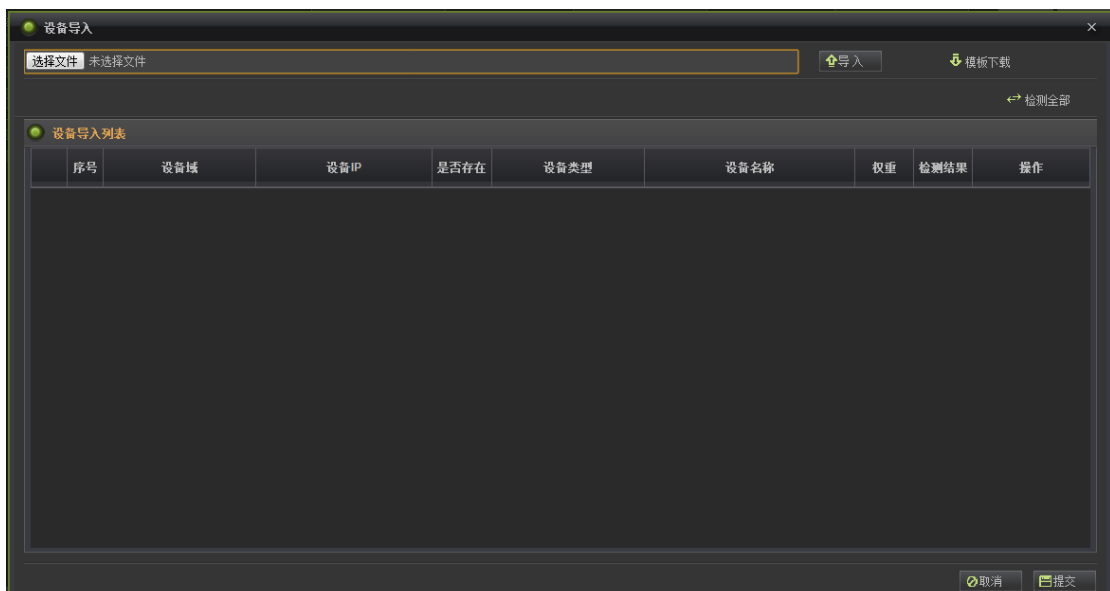 设备导入
选择文件 未选择文件 导入 模板下载
检测全部
设备导入列表
序号 设备域 设备IP 是否存在 设备类型 设备名称 权重 检测结果 操作
取消 提交